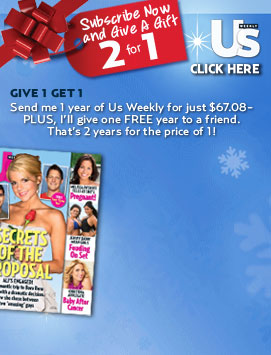 Subscribe Now
and Give A Gift
2 for 1
Us
WEEKLY
CLICK HERE
GIVE 1 GET 1
Send me 1 year of Us Weekly for just $67.08–
PLUS, I'll give one FREE year to a friend.
That's 2 years for the price of 1!
Pregnant!
SECRETS
OF THE
PROPOSAL
ALI'S ENGAGED!
Feuding
On Set
Baby After
Cancer